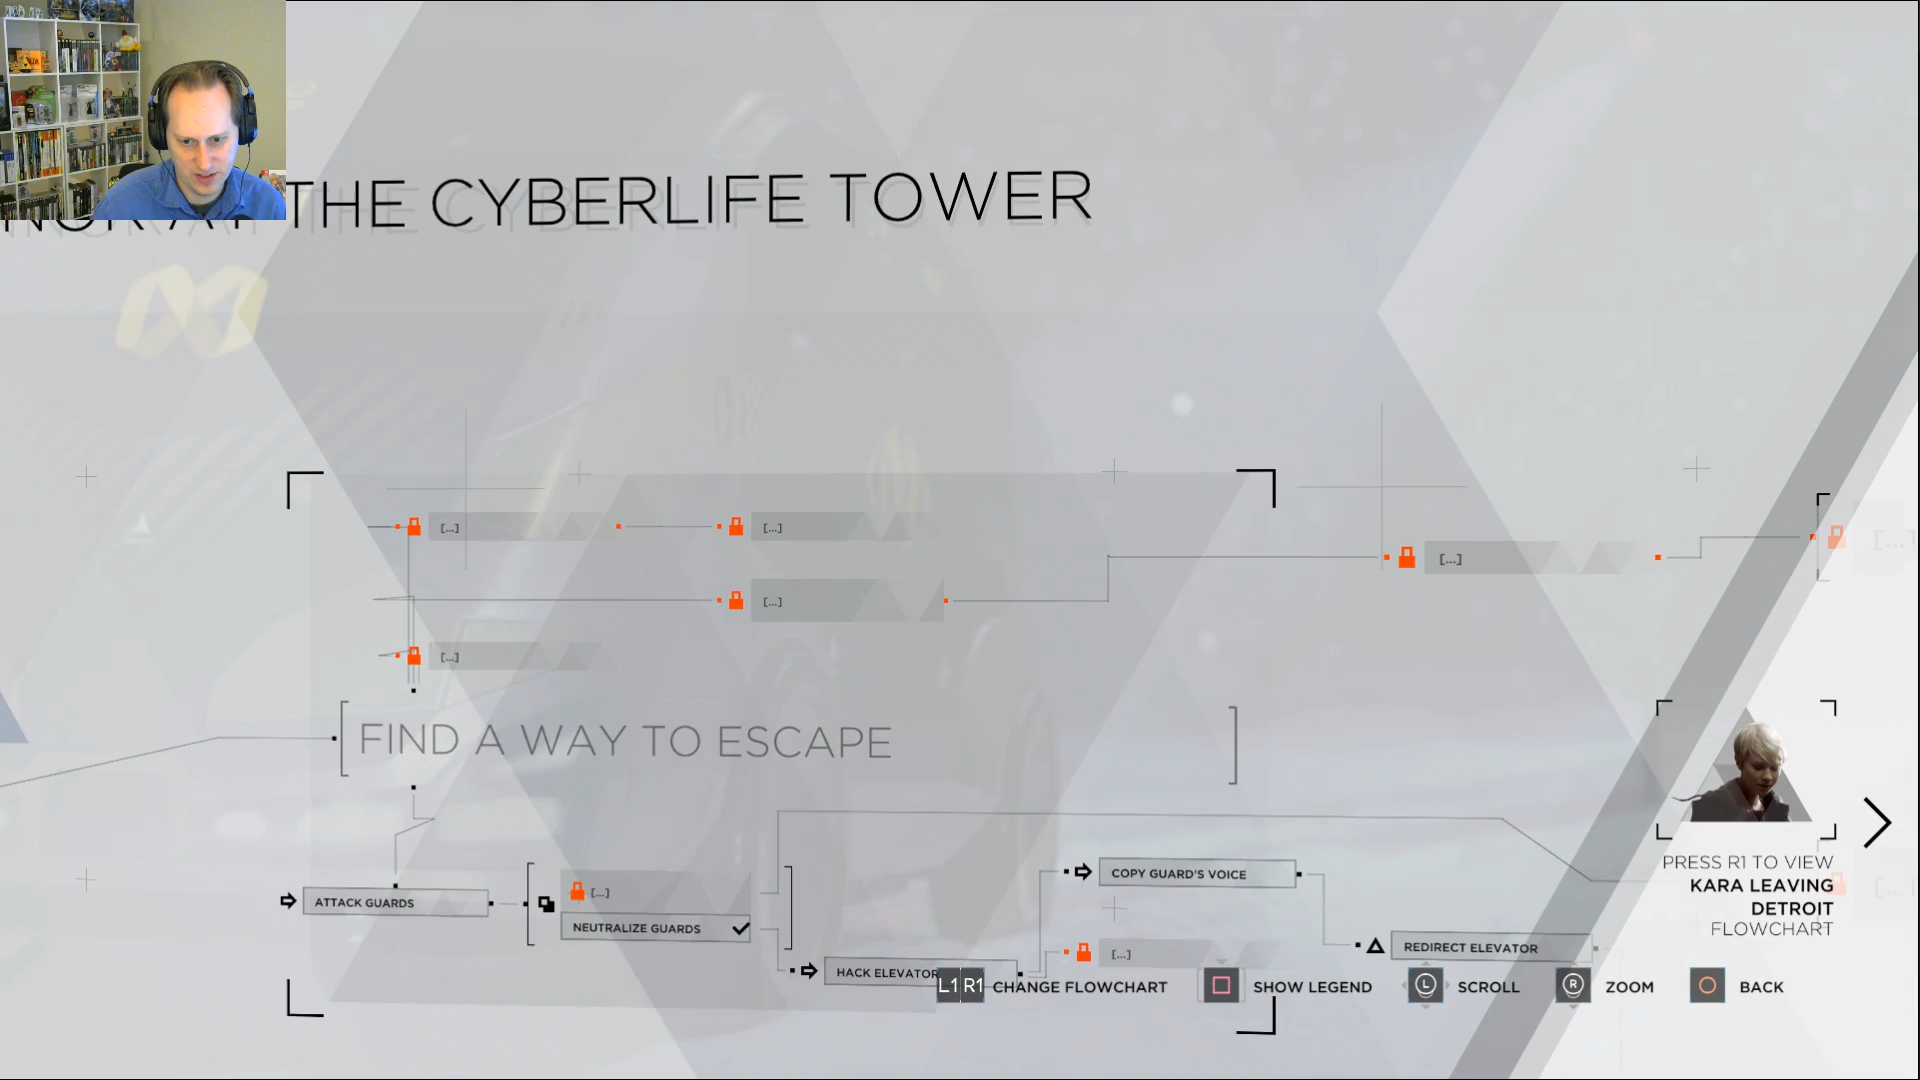 THE CYBERLIFE TOWER
[...]
[...]
[...]
[...]
[...]
[...]
FIND A WAY TO ESCAPE
ATTACK GUARDS
[...]
NEUTRALIZE GUARDS
HACK ELEVATOR
COPY GUARD'S VOICE
[...]
REDIRECT ELEVATOR
[...]
PRESS R1 TO VIEW
KARA LEAVING
DETROIT
FLOWCHART
L1 R1 CHANGE FLOWCHART
SHOW LEGEND
L SCROLL
R ZOOM
BACK